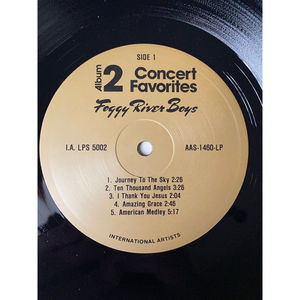 SIDE 1
Album 2 Concert
Favorites
Foggy River Boys
I.A. LPS 5002 AAS-1460-LP
1. Journey To The Sky 2:26
2. Ten Thousand Angels 3:26
3. I Thank You Jesus 2:04
4. Amazing Grace 2:46
5. American Medley 5:17
INTERNATIONAL ARTISTS